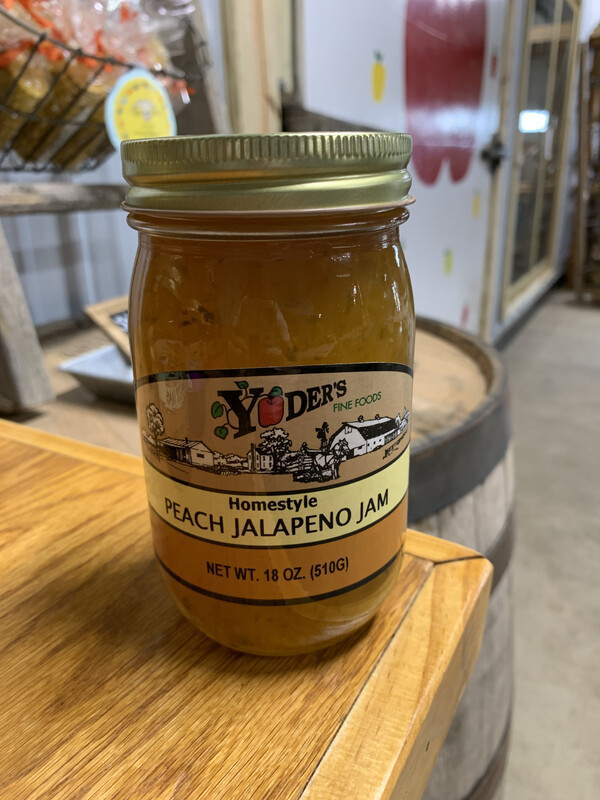 YODER'S
FINE FOODS
Homestyle
PEACH JALAPENO JAM
NET WT. 18 OZ. (510G)